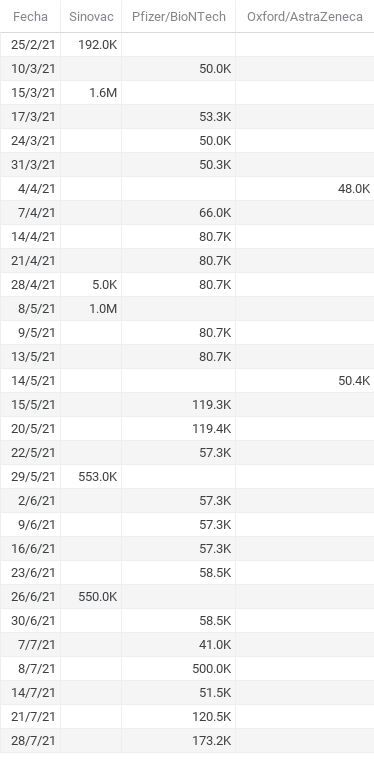 Fecha Sinovac Pfizer/BioNTech Oxford/AstraZeneca
25/2/21 192.0K
10/3/21 50.0K
15/3/21 1.6M
17/3/21 53.3K
24/3/21 50.0K
31/3/21 50.3K
4/4/21 48.0K
7/4/21 66.0K
14/4/21 80.7K
21/4/21 80.7K
28/4/21 5.0K 80.7K
8/5/21 1.0M
9/5/21 80.7K
13/5/21 80.7K
14/5/21 50.4K
15/5/21 119.3K
20/5/21 119.4K
22/5/21 57.3K
29/5/21 553.0K
2/6/21 57.3K
9/6/21 57.3K
16/6/21 57.3K
23/6/21 58.5K
26/6/21 550.0K
30/6/21 58.5K
7/7/21 41.0K
8/7/21 500.0K
14/7/21 51.5K
21/7/21 120.5K
28/7/21 173.2K